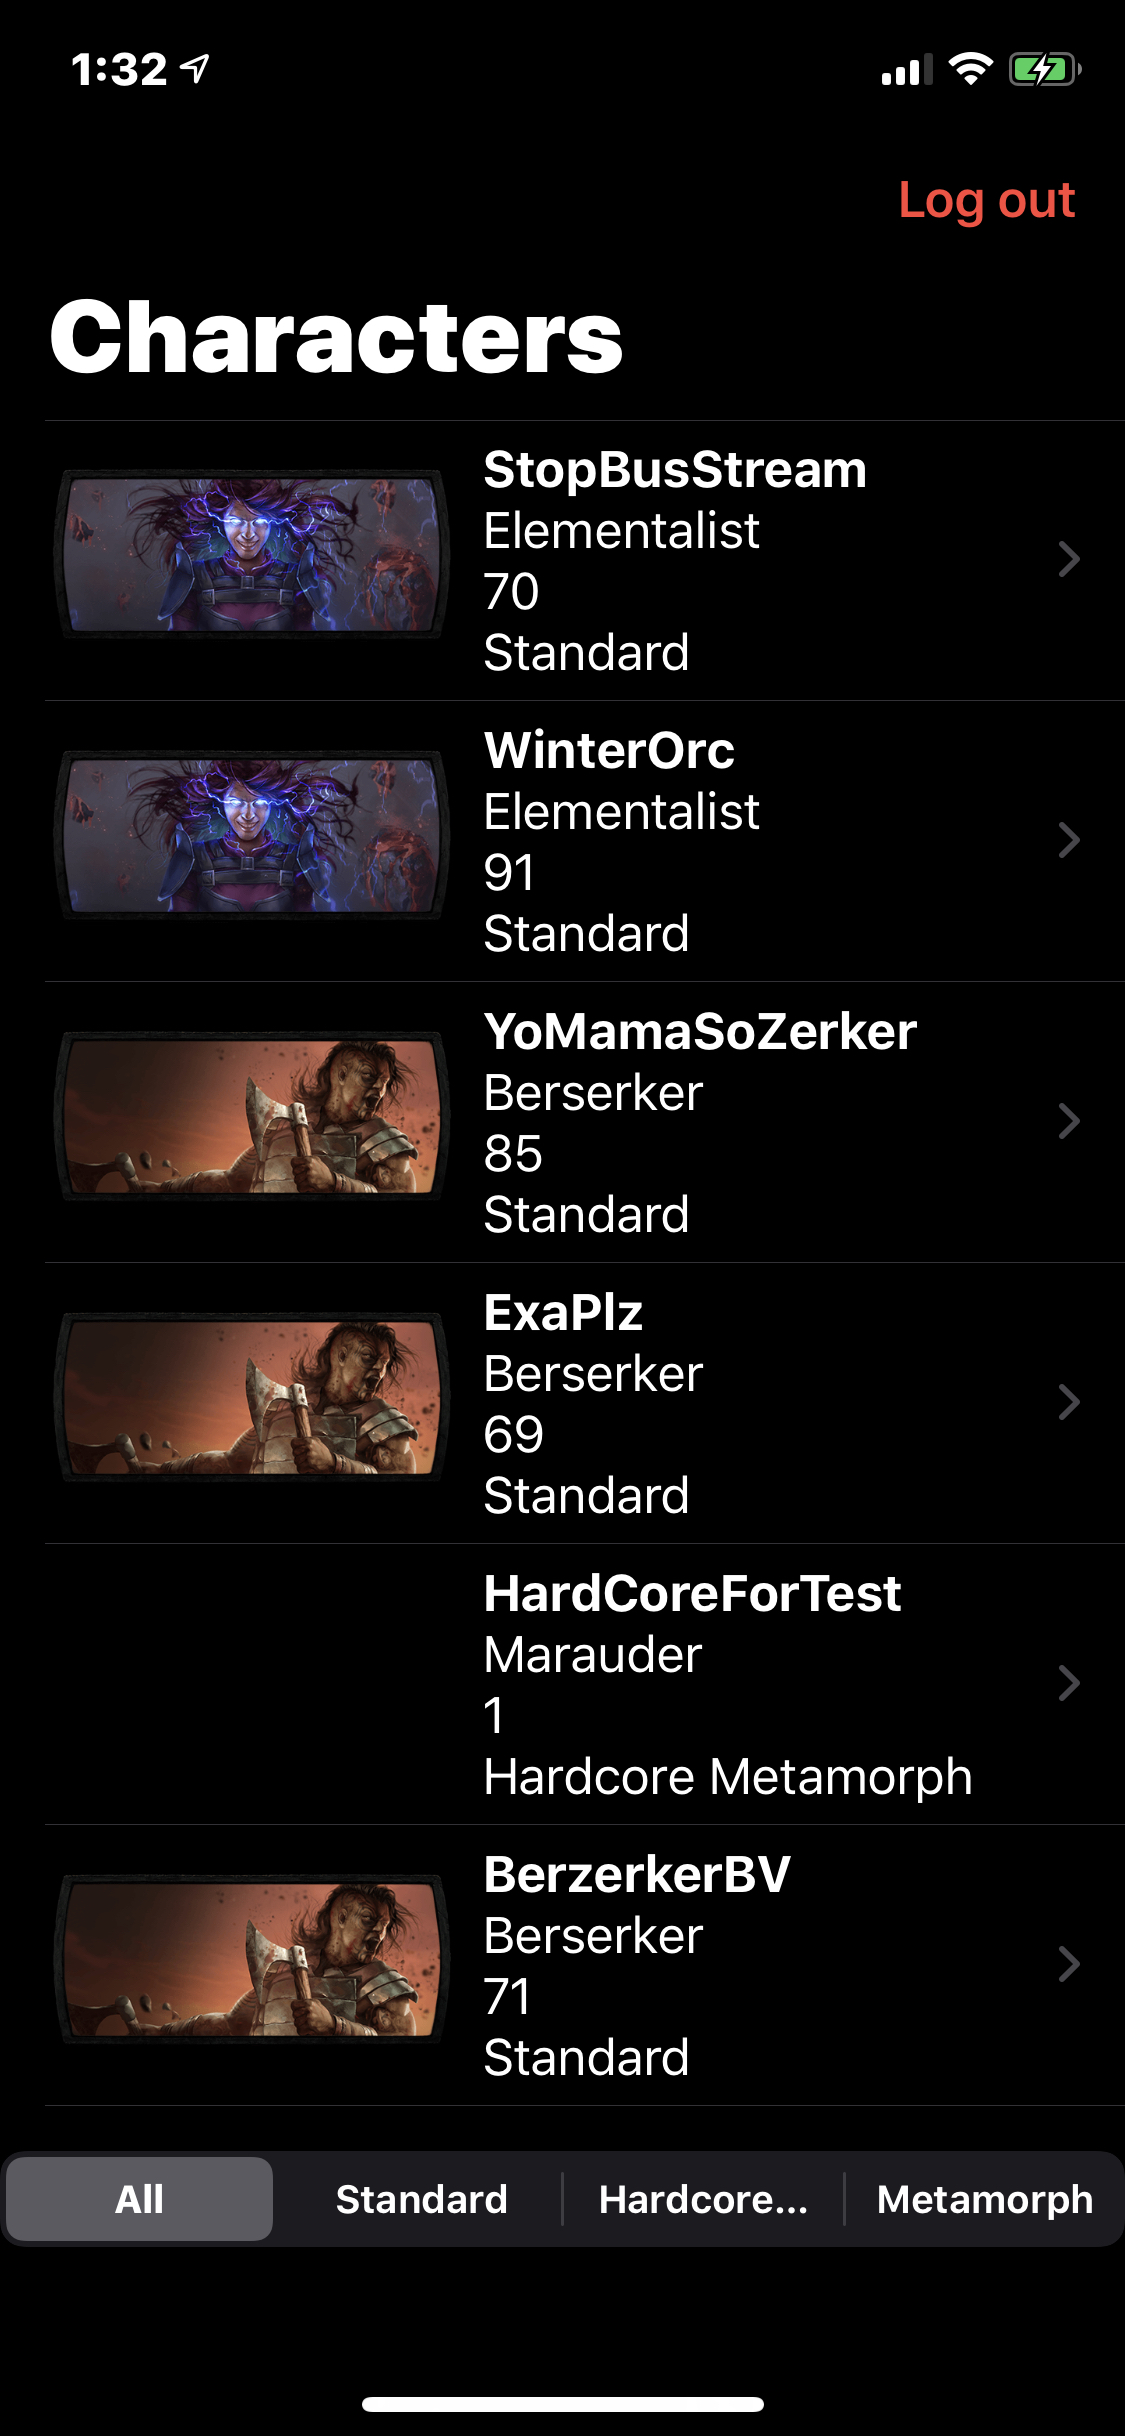 1:32
Log out
Characters
StopBusStream
Elementalist
70
Standard
WinterOrc
Elementalist
91
Standard
YoMamaSoZerker
Berserker
85
Standard
ExaPlz
Berserker
69
Standard
HardCoreForTest
Marauder
1
Hardcore Metamorph
BerzerkerBV
Berserker
71
Standard
All Standard Hardcore... Metamorph